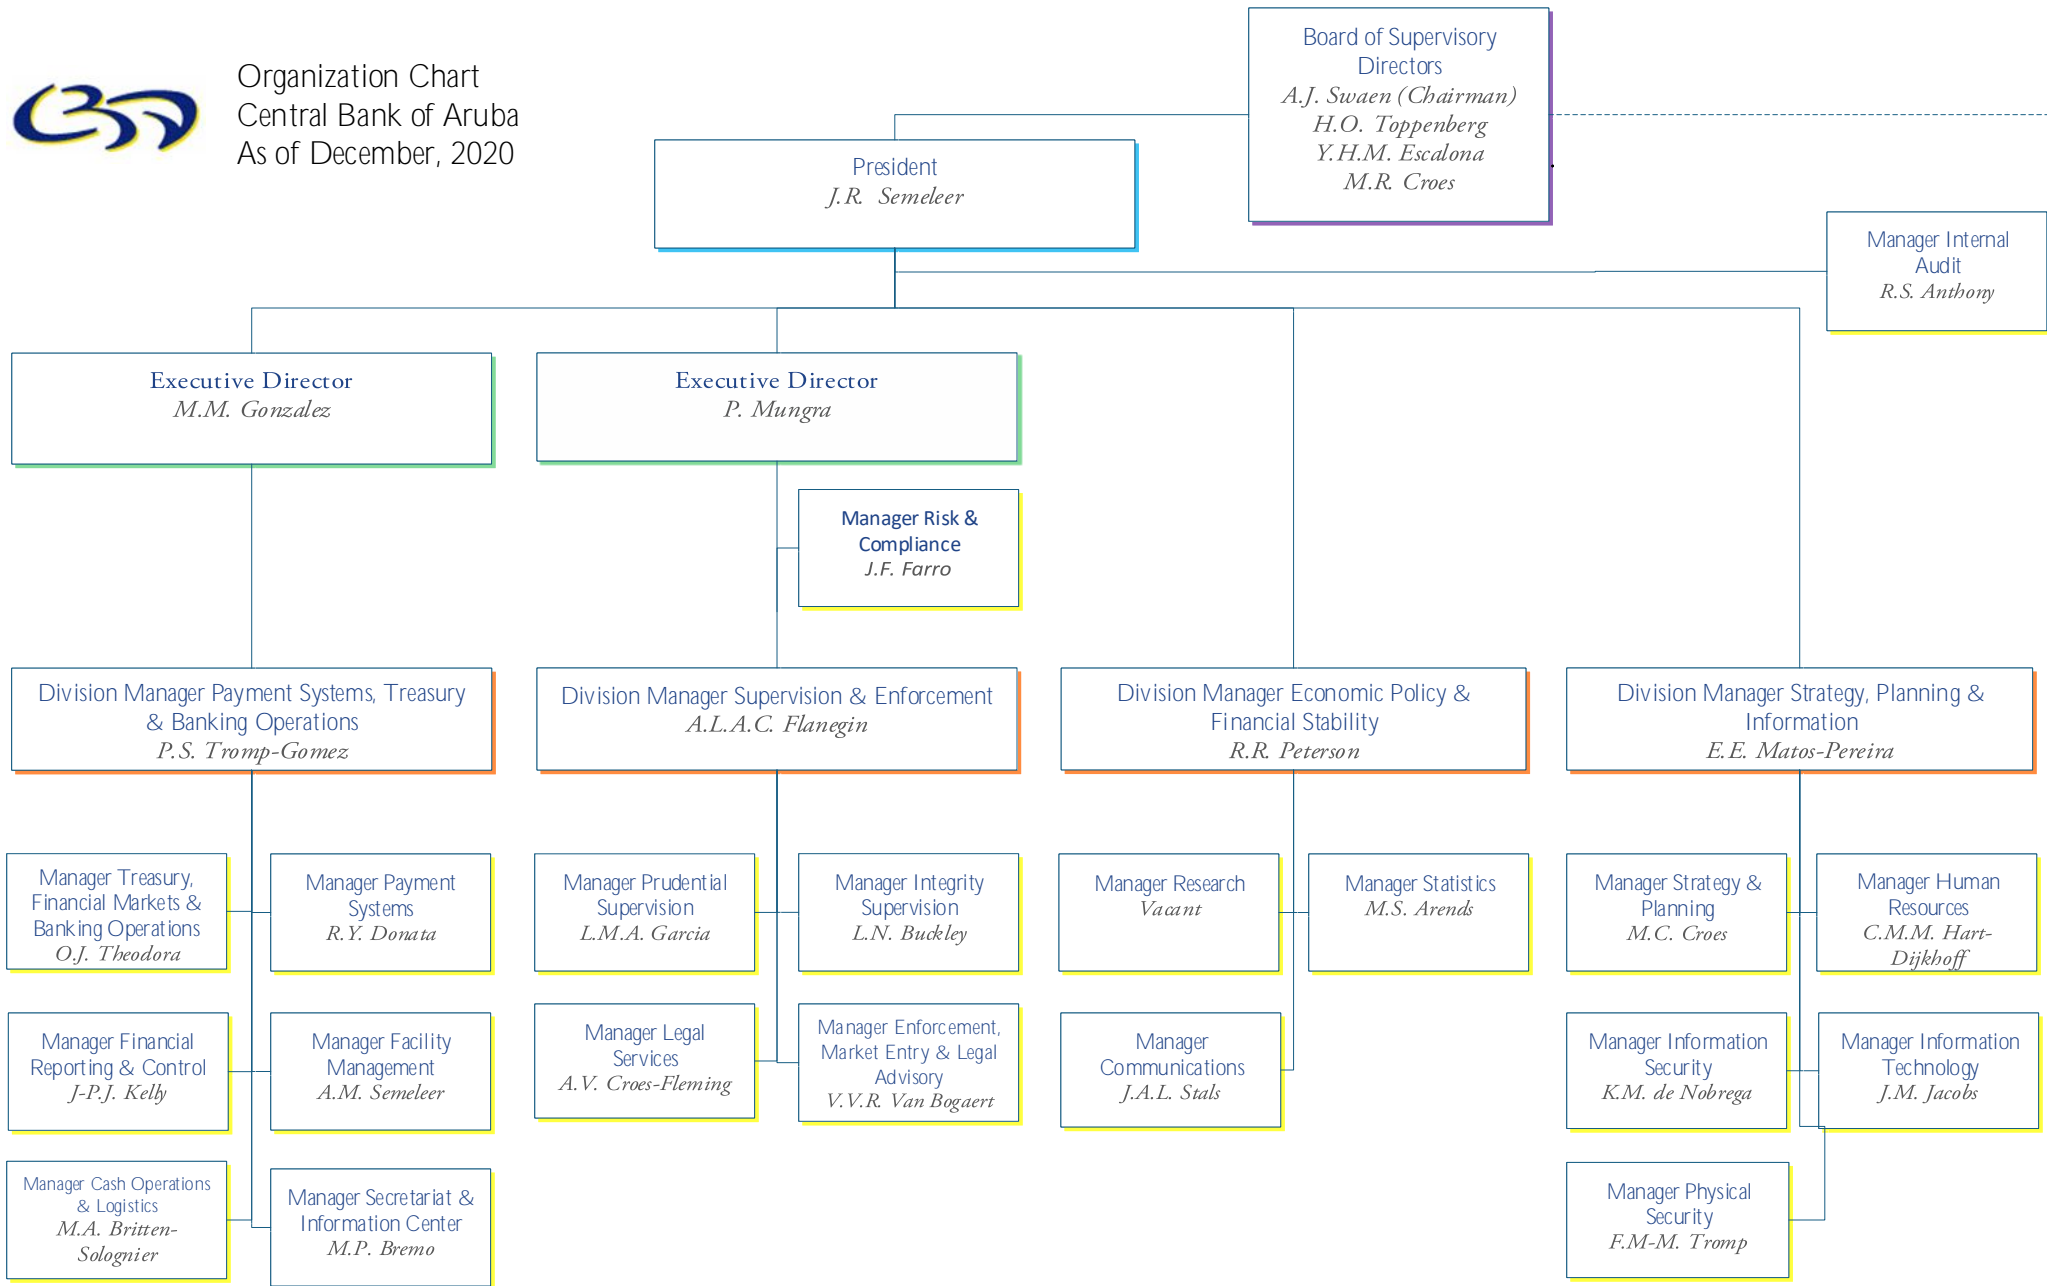 Organization Chart
Central Bank of Aruba
As of December, 2020
Board of Supervisory
Directors
A.J. Swaen (Chairman)
H.O. Toppenberg
Y.H.M. Escalona
M.R. Croes
President
J.R. Semeleer
Manager Internal
Audit
R.S. Anthony
Executive Director
M.M. Gonzalez
Executive Director
P. Mungra
Manager Risk &
Compliance
J.F. Farro
Division Manager Payment Systems, Treasury
& Banking Operations
P.S. Tromp-Gomez
Division Manager Supervision & Enforcement
A.L.A.C. Flanegin
Division Manager Economic Policy &
Financial Stability
R.R. Peterson
Division Manager Strategy, Planning &
Information
E.E. Matos-Pereira
Manager Treasury,
Financial Markets &
Banking Operations
O.J. Theodora
Manager Payment
Systems
R.Y. Donata
Manager Prudential
Supervision
L.M.A. Garcia
Manager Integrity
Supervision
L.N. Buckley
Manager Research
Vacant
Manager Statistics
M.S. Arends
Manager Strategy &
Planning
M.C. Croes
Manager Human
Resources
C.M.M. Hart-
Dijkhoff
Manager Financial
Reporting & Control
J-P.J. Kelly
Manager Facility
Management
A.M. Semeleer
Manager Legal
Services
A.V. Croes-Fleming
Manager Enforcement,
Market Entry & Legal
Advisory
V.V.R. Van Bogaert
Manager
Communications
J.A.L. Stals
Manager Information
Security
K.M. de Nobrega
Manager Information
Technology
J.M. Jacobs
Manager Cash Operations
& Logistics
M.A. Britten-
Solognier
Manager Secretariat &
Information Center
M.P. Bremo
Manager Physical
Security
F.M-M. Tromp